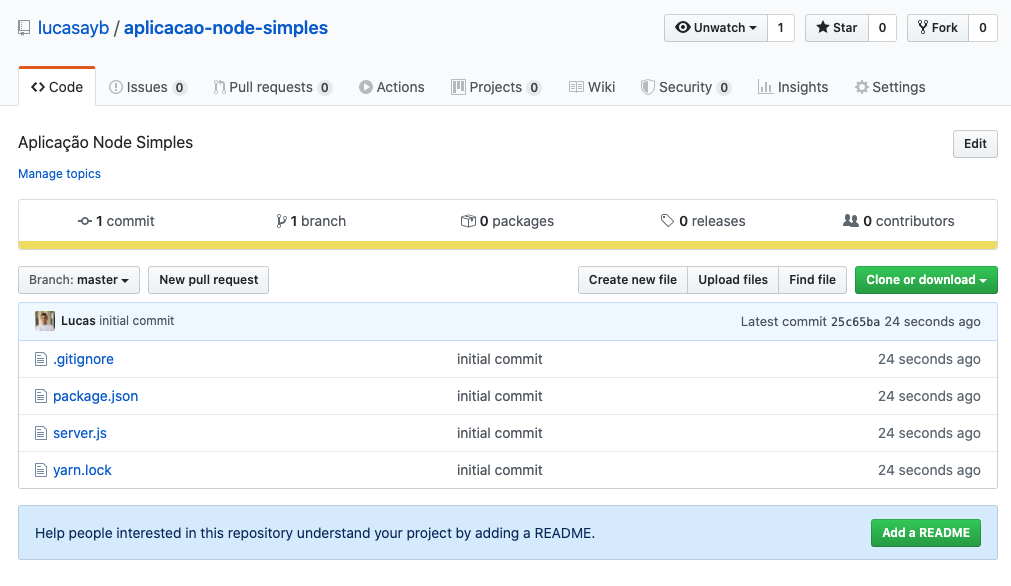 lucasayb / aplicacao-node-simples Unwatch 1 Star 0 Fork 0
Code Issues 0 Pull requests 0 Actions Projects 0 Wiki Security 0 Insights Settings
Aplicação Node Simples Edit
Manage topics
1 commit 1 branch 0 packages 0 releases 0 contributors
Branch: master New pull request Create new file Upload files Find file Clone or download
Lucas initial commit Latest commit 25c65ba 24 seconds ago
.gitignore initial commit 24 seconds ago
package.json initial commit 24 seconds ago
server.js initial commit 24 seconds ago
yarn.lock initial commit 24 seconds ago
Help people interested in this repository understand your project by adding a README. Add a README